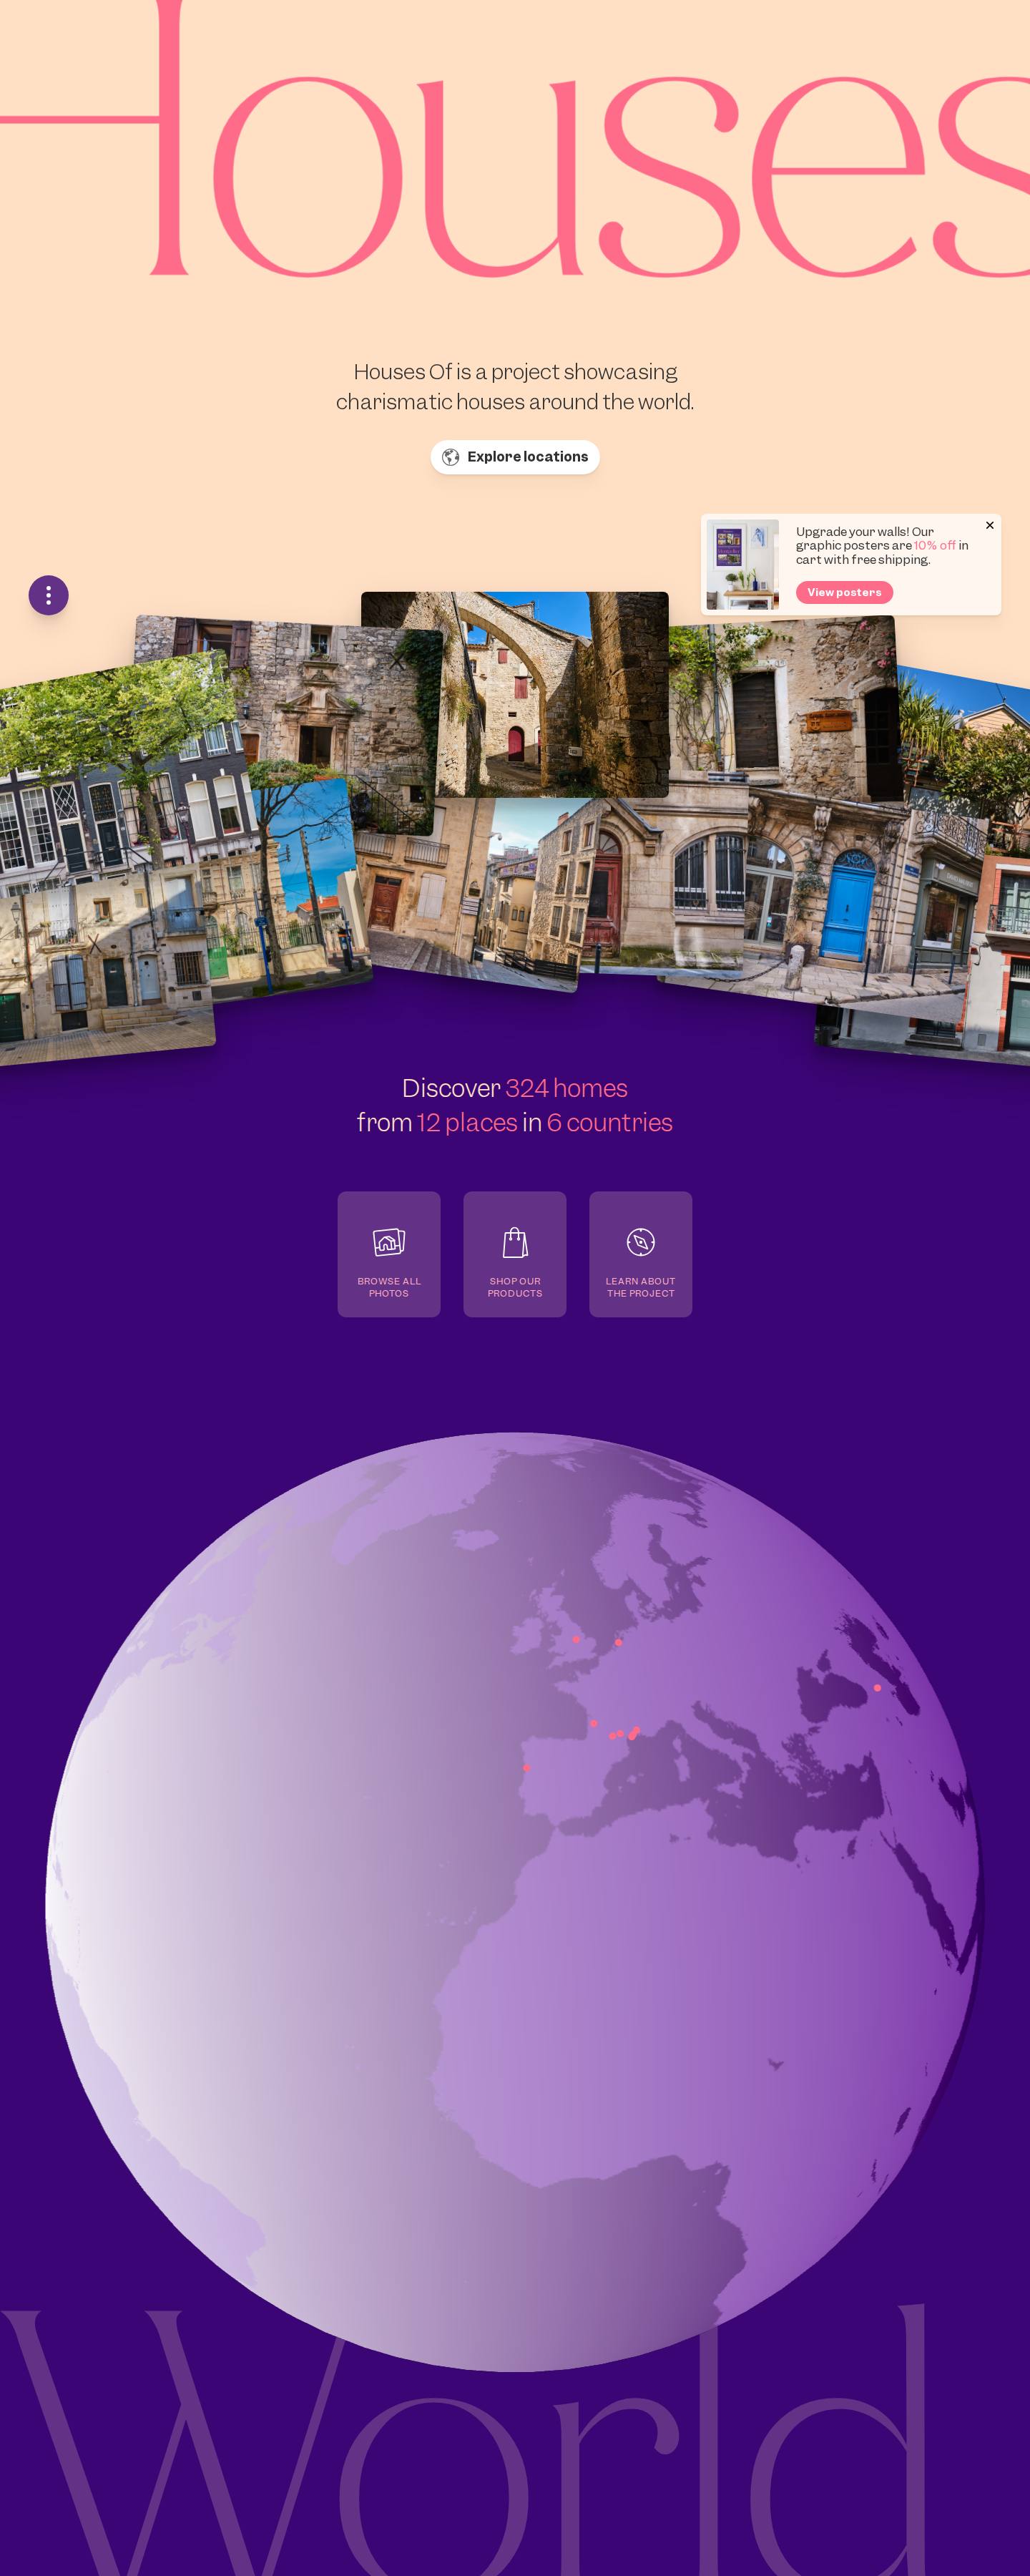 Houses
Houses Of is a project showcasing
charismatic houses around the world.
Explore locations
Upgrade your walls! Our
graphic posters are 10% off in
cart with free shipping.
View posters
Discover 324 homes
from 12 places in 6 countries
BROWSE ALL
PHOTOS
SHOP OUR
PRODUCTS
LEARN ABOUT
THE PROJECT
World